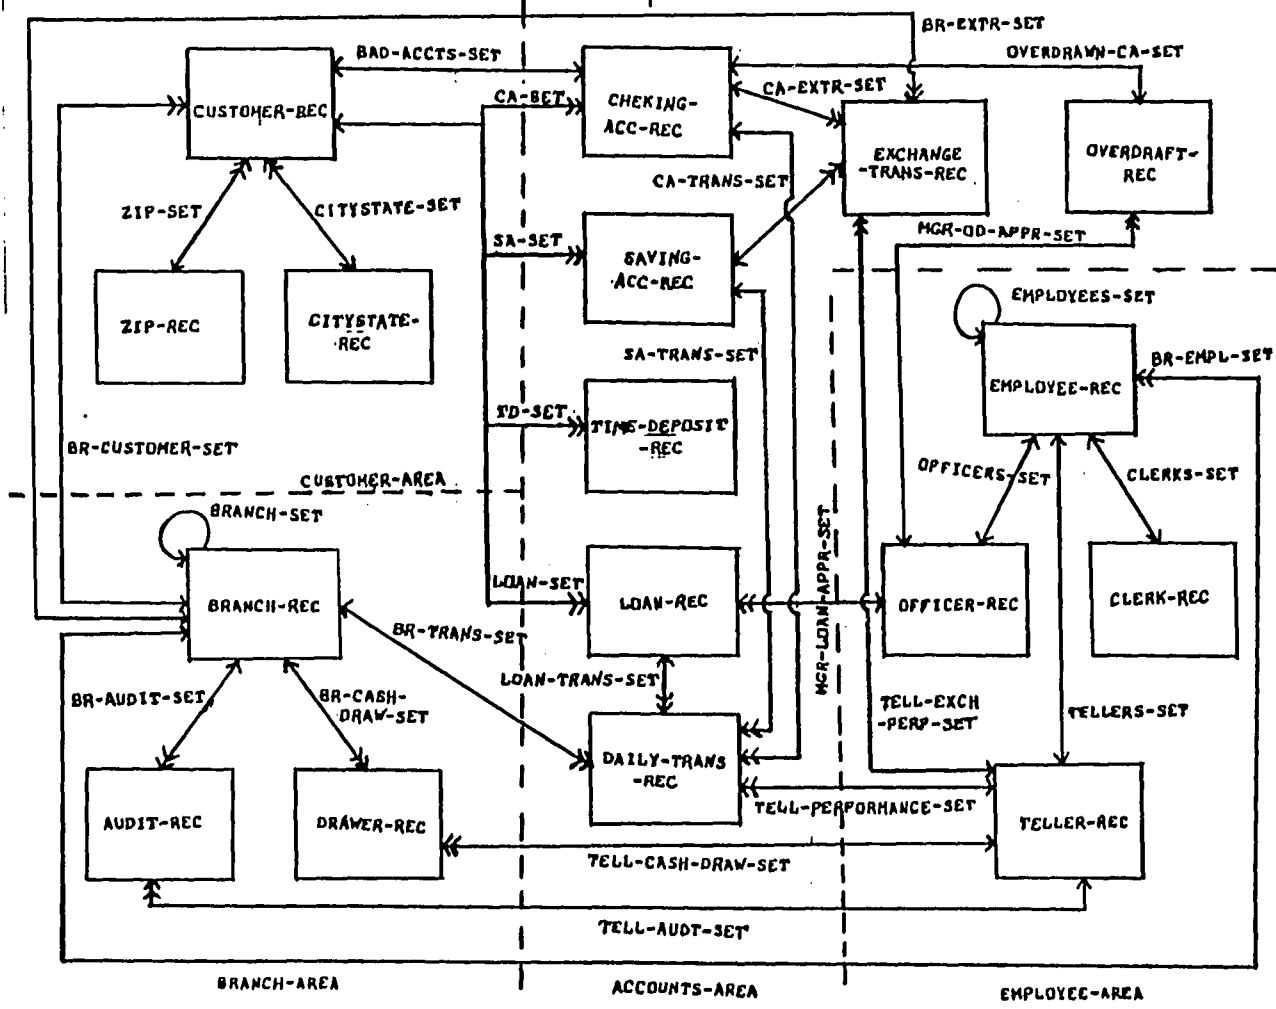 BR-EXTR-SET
BAD-ACCTS-SET
OVERDRAWN-CA-SET
CA-SET
CA-EXTR-SET
CUSTOMER-REC
CHEKING-
ACC-REC
EXCHANGE
-TRANS-REC
OVERDRAFT-
REC
CA-TRANS-SET
ZIP-SET
CITYSTATE-SET
MGR-OD-APPR-SET
SA-SET
SAVING-
ACC-REC
EMPLOYEES-SET
ZIP-REC
CITYSTATE-
REC
SA-TRANS-SET
BR-EMPL-SET
EMPLOYEE-REC
TD-SET
TIME-DEPOSIT
-REC
BR-CUSTOMER-SET
CUSTOMER-AREA
OFFICERS-SET
CLERKS-SET
BRANCH-SET
MGR-LOAN-APPR-SET
LOAN-SET
BRANCH-REC
LOAN-REC
OFFICER-REC
CLERK-REC
BR-TRANS-SET
LOAN-TRANS-SET
BR-AUDIT-SET
BR-CASH-
DRAW-SET
TELL-EXCH
-PERF-SET
TELLERS-SET
DAILY-TRANS
-REC
TELL-PERFORMANCE-SET
AUDIT-REC
DRAWER-REC
TELLER-REC
TELL-CASH-DRAW-SET
TELL-AUDT-SET
BRANCH-AREA
ACCOUNTS-AREA
EMPLOYEE-AREA